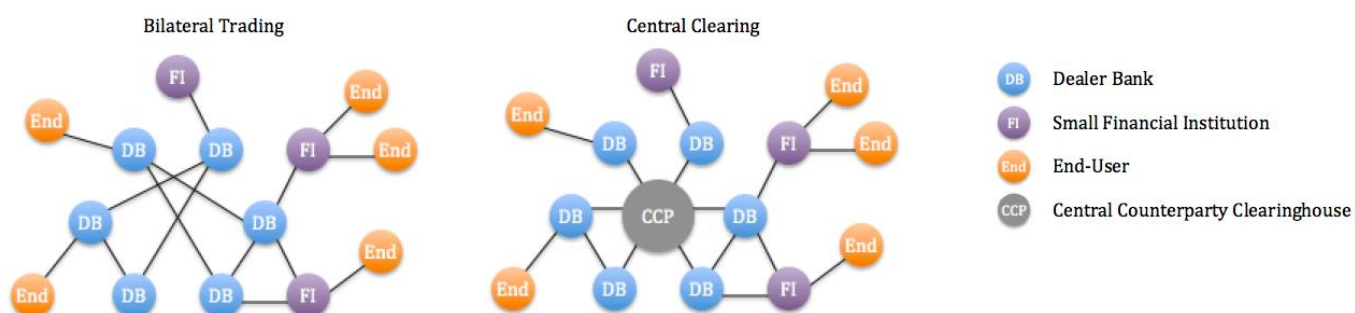 Bilateral Trading
Central Clearing
FI
End
DB
DB
FI
End
End
DB
DB
End
DB
DB
FI
End
FI
End
DB
DB
FI
End
End
DB
CCP
DB
End
DB
DB
FI
End
DB Dealer Bank
FI Small Financial Institution
End End-User
CCP Central Counterparty Clearinghouse